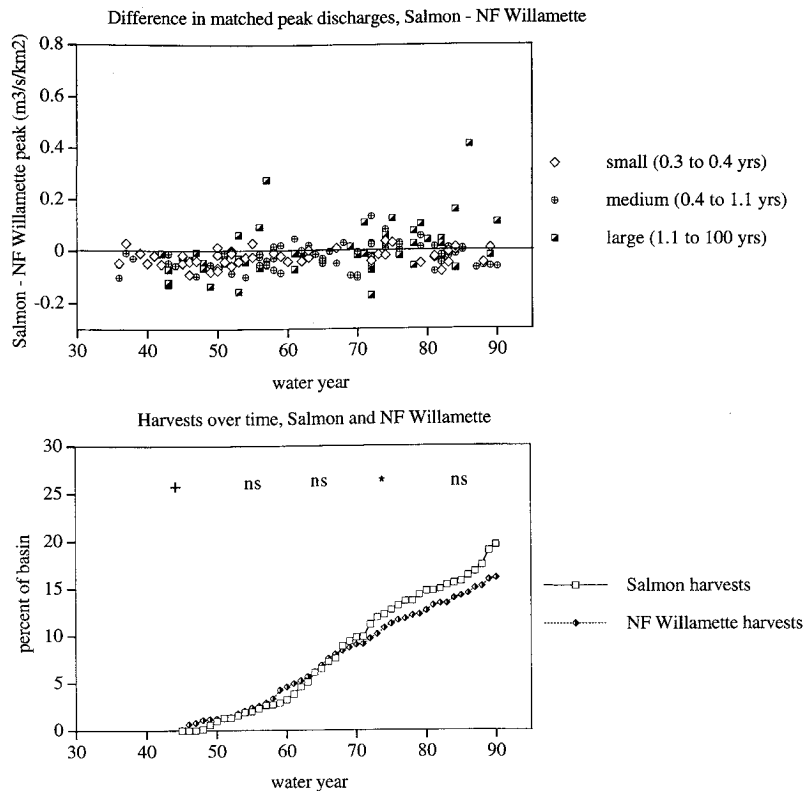 Difference in matched peak discharges, Salmon - NF Willamette
Salmon - NF Willamette peak (m3/s/km2)
0.8
0.6
0.4
0.2
0
-0.2
30
40
50
60
70
80
90
water year
small (0.3 to 0.4 yrs)
medium (0.4 to 1.1 yrs)
large (1.1 to 100 yrs)
Harvests over time, Salmon and NF Willamette
percent of basin
30
25
20
15
10
5
0
+
ns
ns
*
ns
30
40
50
60
70
80
90
water year
Salmon harvests
NF Willamette harvests